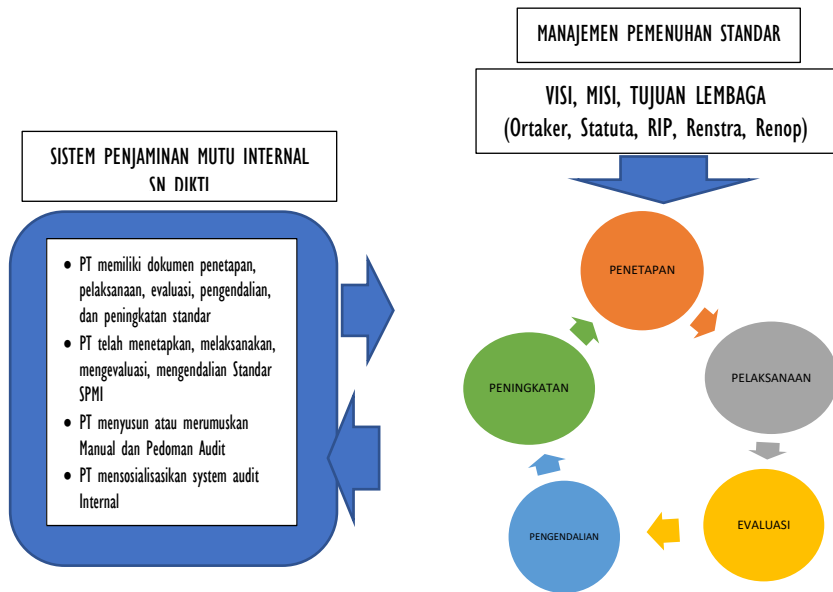 MANAJEMEN PEMENUHAN STANDAR
VISI, MISI, TUJUAN LEMBAGA
(Ortaker, Statuta, RIP, Renstra, Renop)
SISTEM PENJAMINAN MUTU INTERNAL
SN DIKTI
• PT memiliki dokumen penetapan,
pelaksanaan, evaluasi, pengendalian,
dan peningkatan standar
• PT telah menetapkan, melaksanakan,
mengevaluasi, mengendalian Standar
SPMI
• PT menyusun atau merumuskan
Manual dan Pedoman Audit
• PT mensosialisasikan system audit
Internal
PENETAPAN
PELAKSANAAN
EVALUASI
PENGENDALIAN
PENINGKATAN